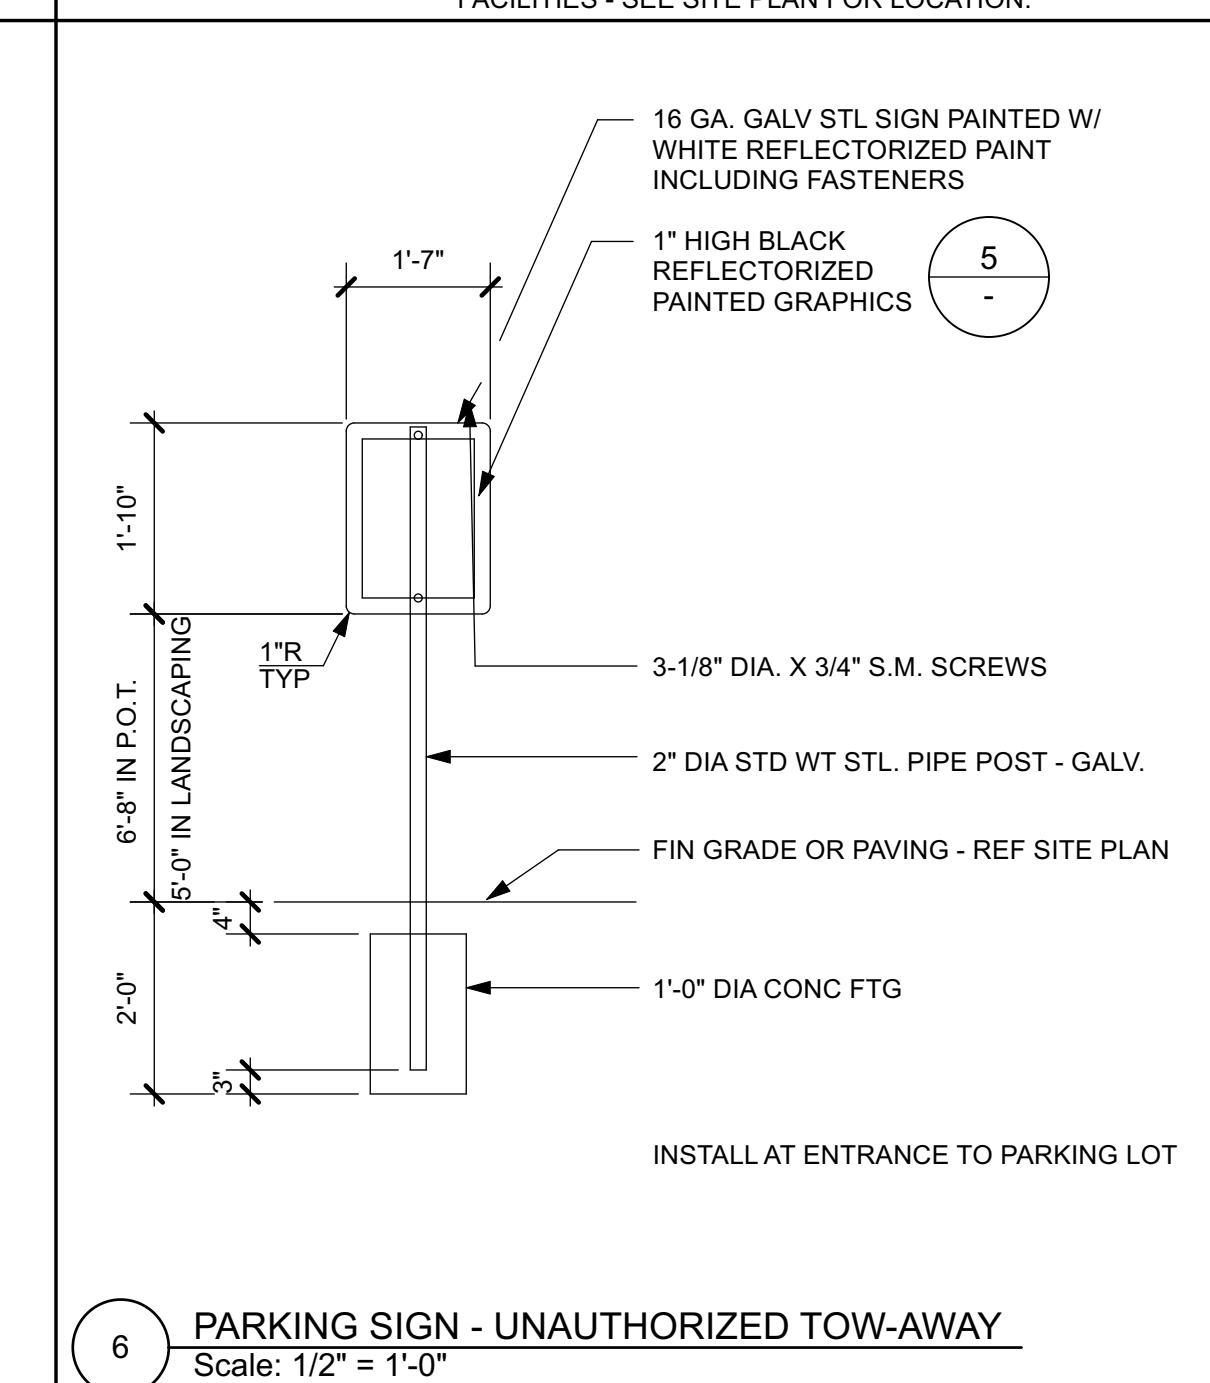 FACILITIES - SEE SITE PLAN FOR LOCATION.
16 GA. GALV STL SIGN PAINTED W/
WHITE REFLECTORIZED PAINT
INCLUDING FASTENERS
1" HIGH BLACK
REFLECTORIZED
PAINTED GRAPHICS
5
-
1'-7"
1'-10"
1"R
TYP
6'-8" IN P.O.T.
5'-0" IN LANDSCAPING
3-1/8" DIA. X 3/4" S.M. SCREWS
2" DIA STD WT STL. PIPE POST - GALV.
FIN GRADE OR PAVING - REF SITE PLAN
4"
2'-0"
1'-0" DIA CONC FTG
3"
INSTALL AT ENTRANCE TO PARKING LOT
6
PARKING SIGN - UNAUTHORIZED TOW-AWAY
Scale: 1/2" = 1'-0"